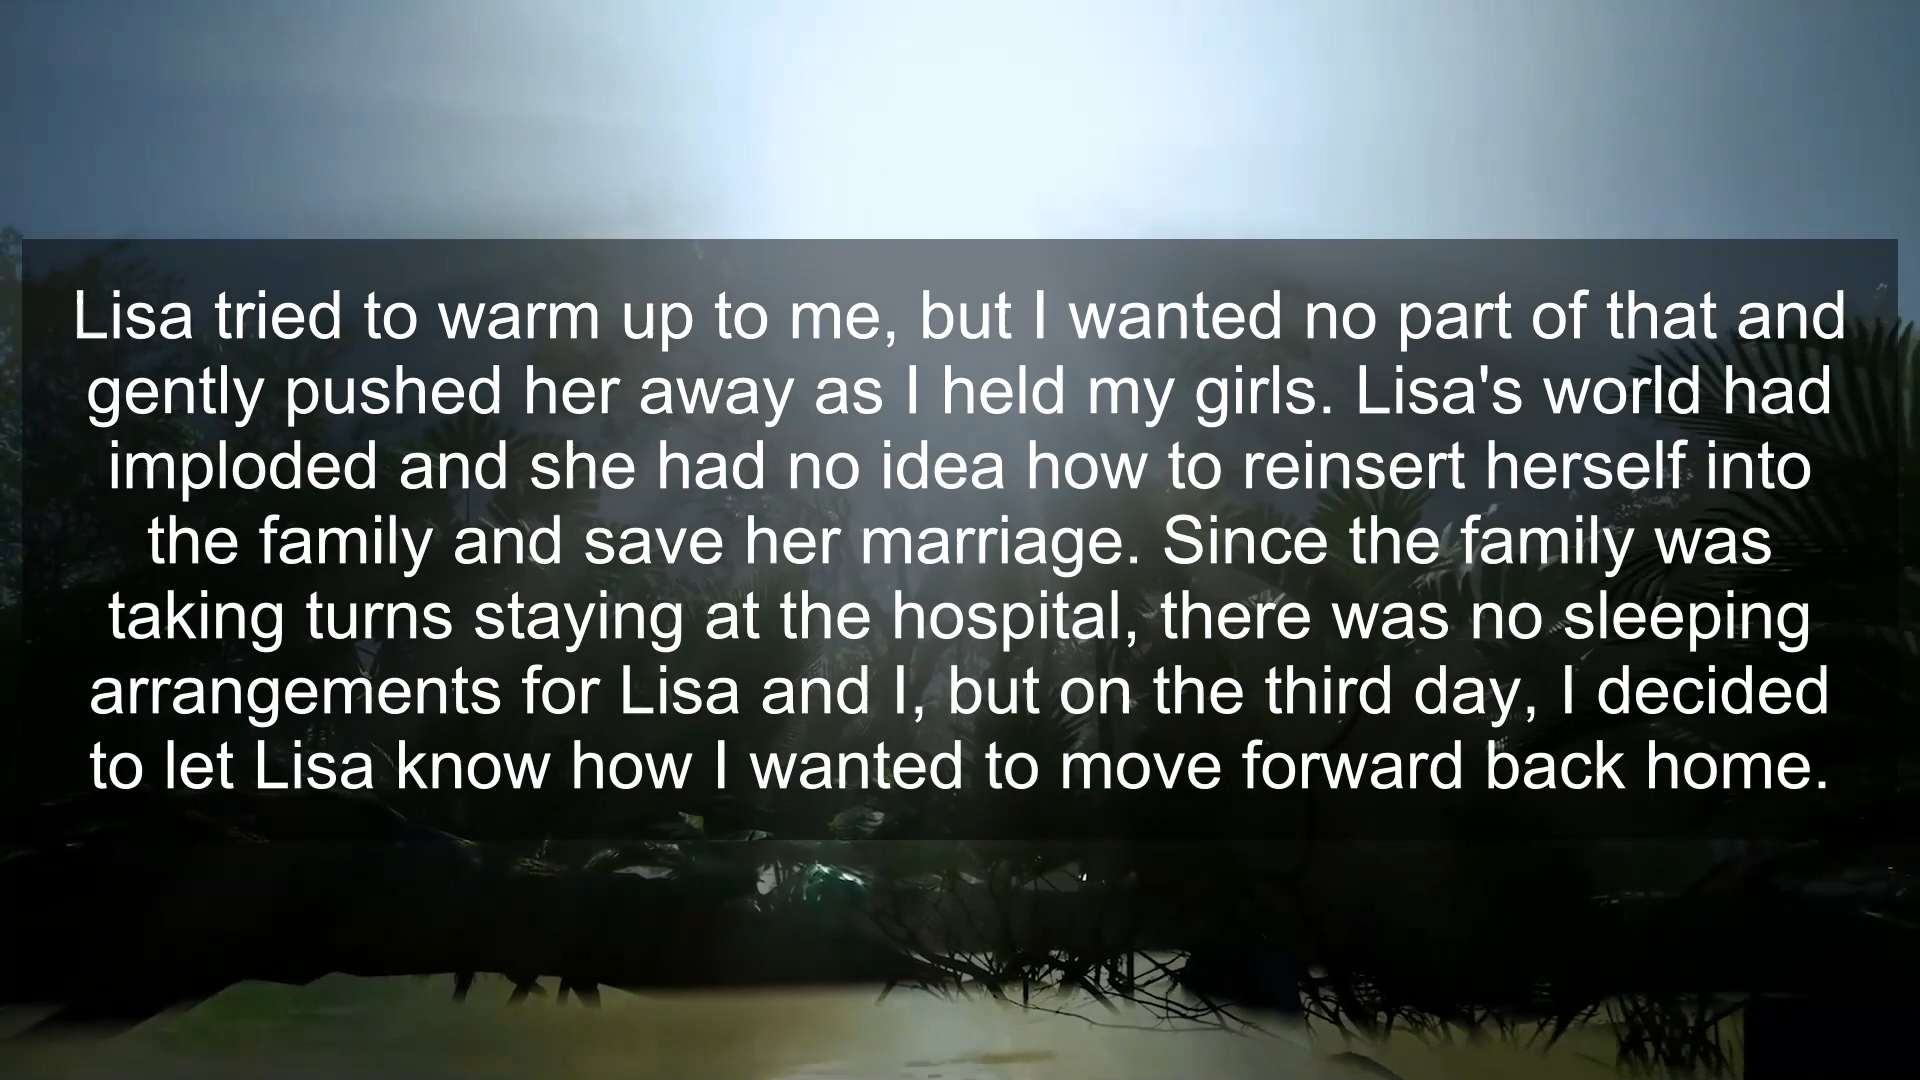 Lisa tried to warm up to me, but I wanted no part of that and
gently pushed her away as I held my girls. Lisa's world had
imploded and she had no idea how to reinsert herself into
the family and save her marriage. Since the family was
taking turns staying at the hospital, there was no sleeping
arrangements for Lisa and I, but on the third day, I decided
to let Lisa know how I wanted to move forward back home.